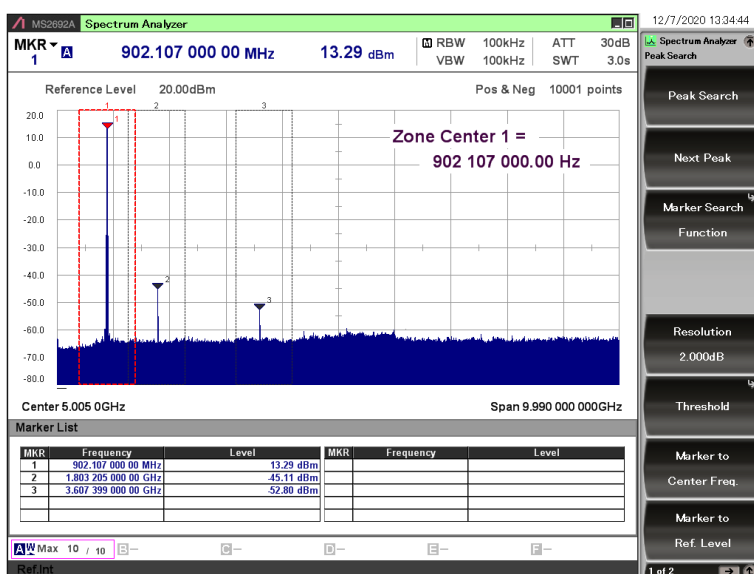 MS2692A Spectrum Analyzer
12/7/2020 13:34:44
MKR 1 A 902.107 000 00 MHz 13.29 dBm
M RBW 100kHz ATT 30dB
VBW 100kHz SWT 3.0s
Spectrum Analyzer
Peak Search
Reference Level 20.00dBm Pos & Neg 10001 points
1 2 3
20.0
10.0
0.0
-10.0
-20.0
-30.0
-40.0
-50.0
-60.0
-70.0
-80.0
1
2
3
Zone Center 1 =
902 107 000.00 Hz
Center 5.005 0GHz Span 9.990 000 000GHz
Marker List
MKR Frequency Level MKR Frequency Level
1 902.107 000 00 MHz 13.29 dBm
2 1.803 205 000 00 GHz -45.11 dBm
3 3.607 399 000 00 GHz -52.80 dBm
A W Max 10 / 10 B- C- D- E- F-
Ref.Int
Peak Search
Next Peak
Marker Search
Function
Resolution
2.000dB
Threshold
Marker to
Center Freq.
Marker to
Ref. Level
1 of 2